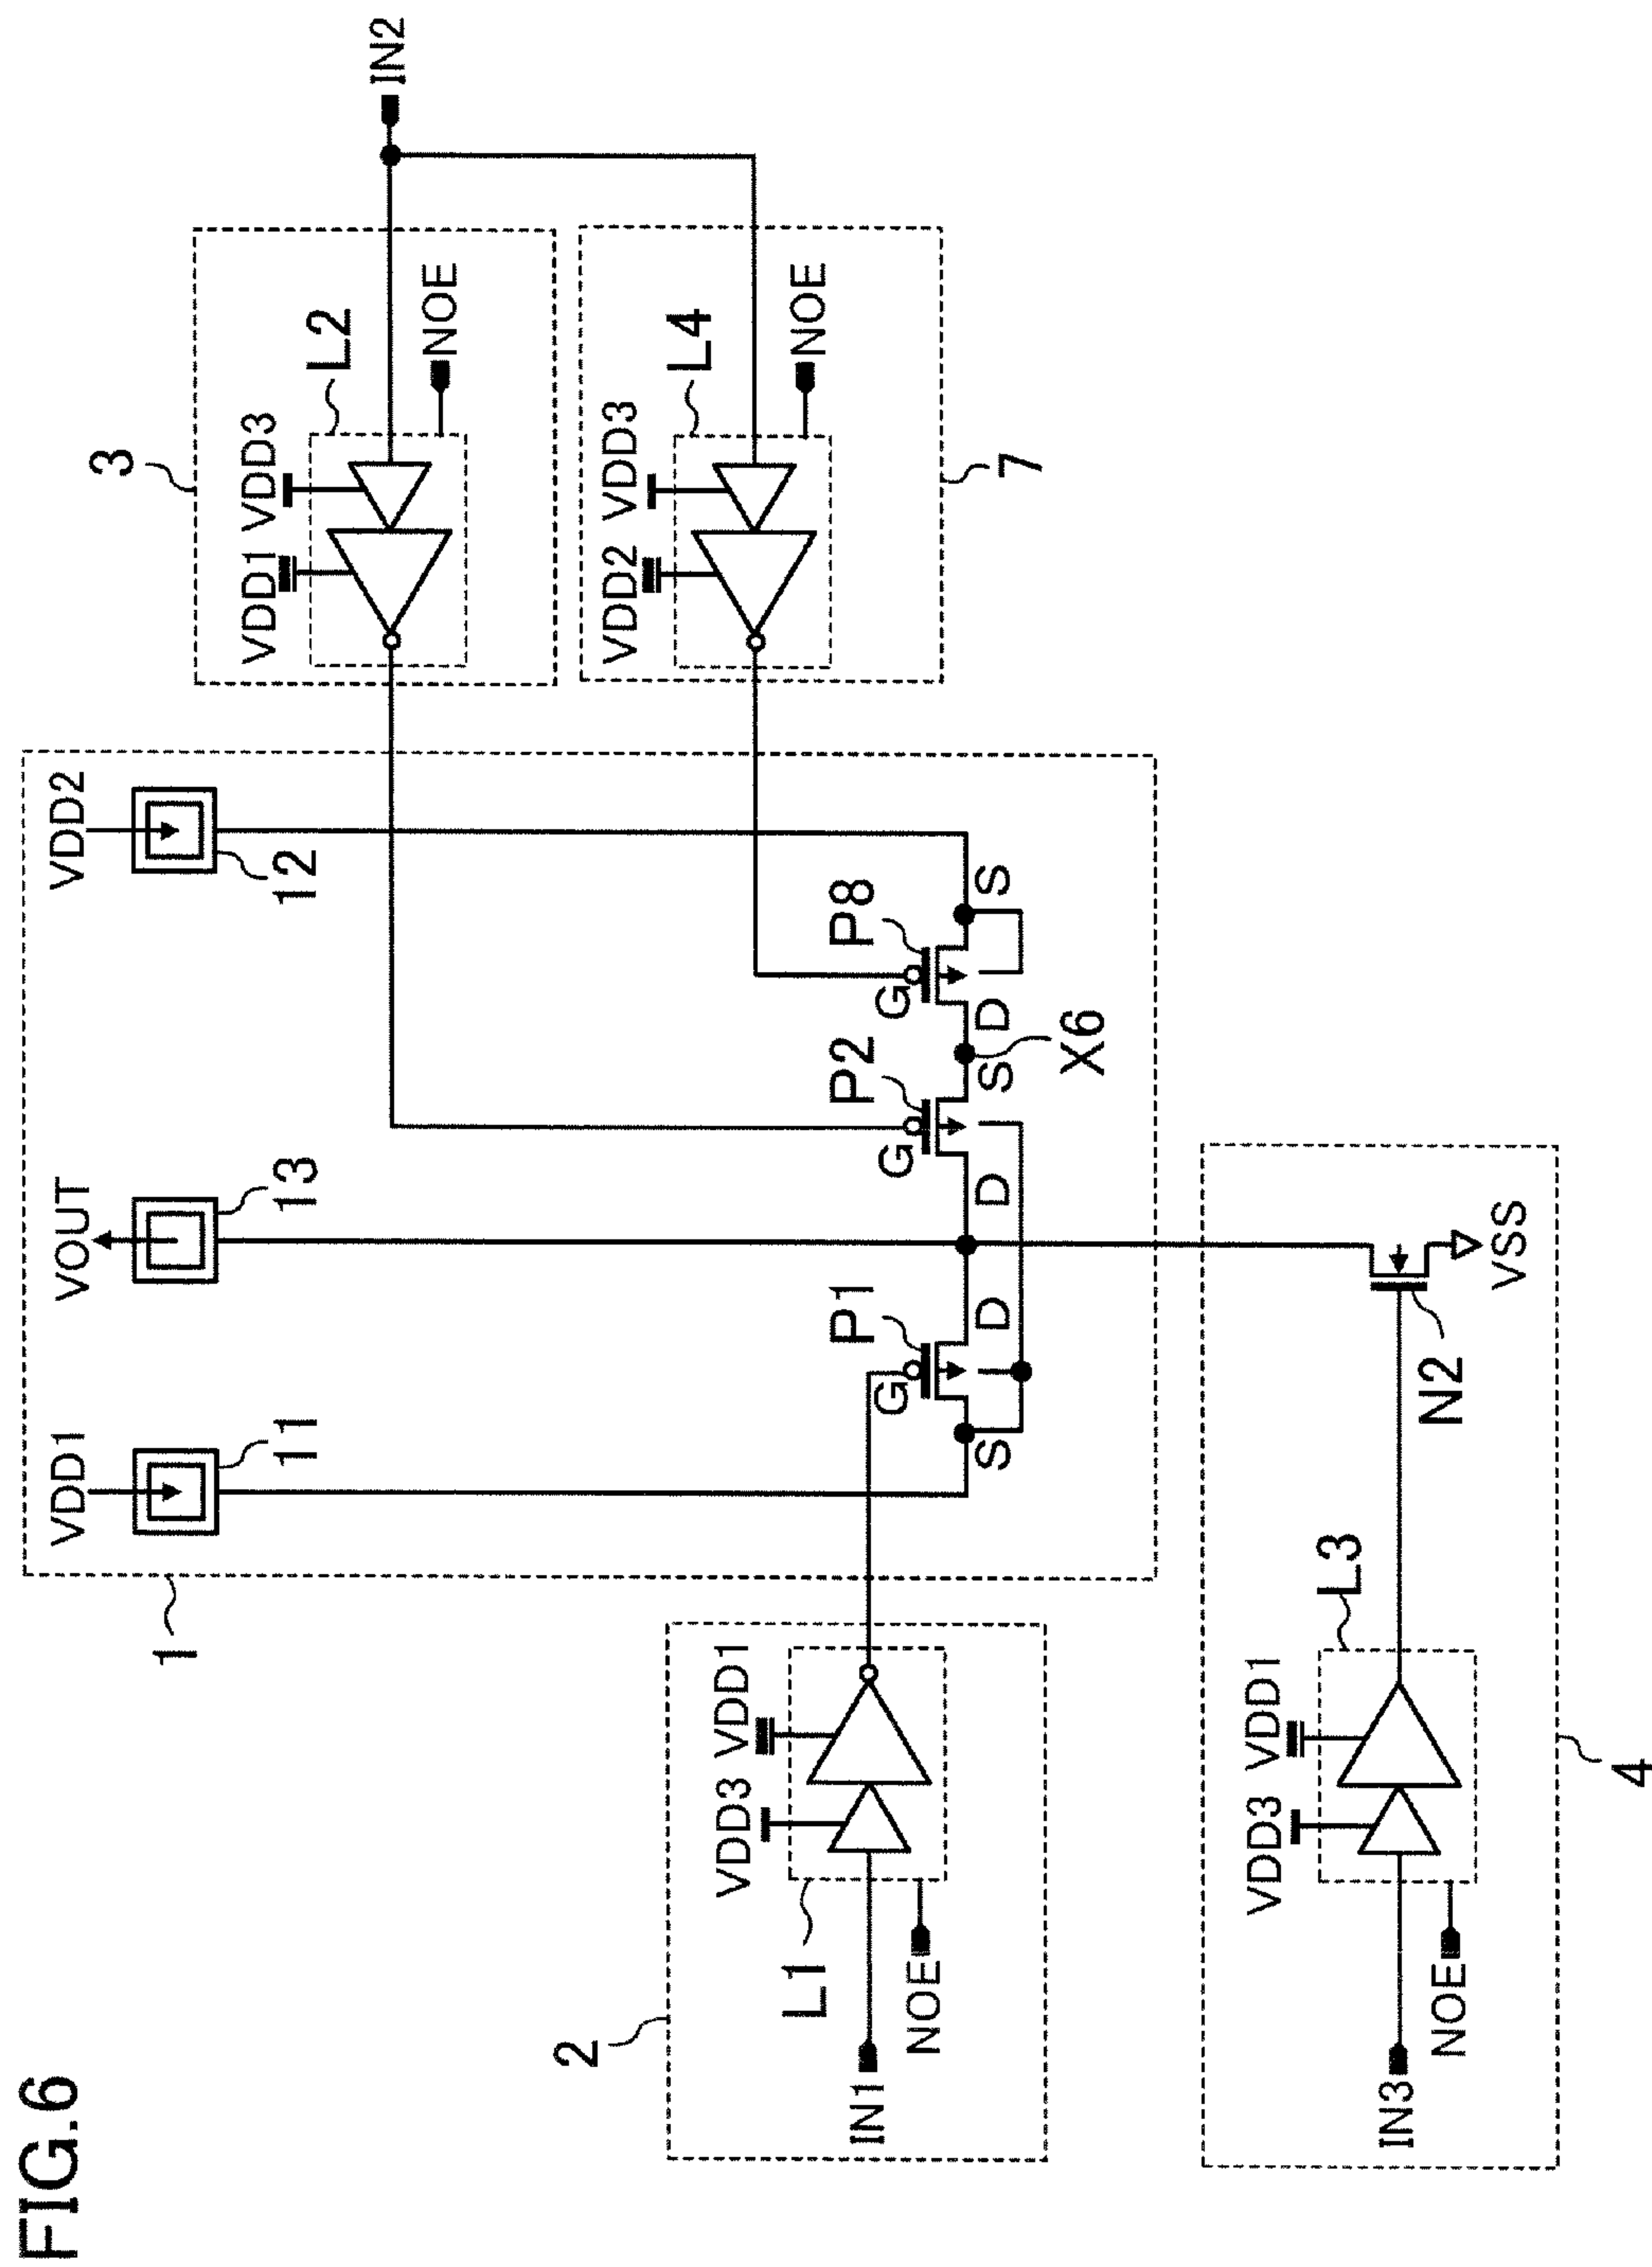 FIG.6
1
VDD1
11
VOUT
13
VDD2
12
3
VDD1
VDD3
L2
NOE
IN2
VDD2
VDD3
L4
NOE
7
2
VDD3
VDD1
L1
IN1
NOE
P1
G
S
D
P2
G
D
S
P8
G
D
S
X6
VDD3
VDD1
L3
IN3
NOE
N2
VSS
4